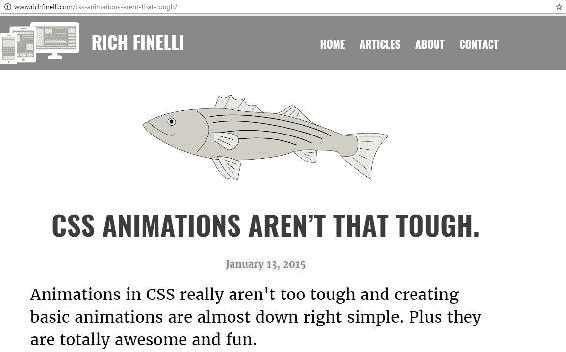 www.richfinelli.com/css-animations-arent-that-tough/
RICH FINELLI
HOME ARTICLES ABOUT CONTACT
CSS ANIMATIONS AREN'T THAT TOUGH.
January 13, 2015
Animations in CSS really aren't too tough and creating
basic animations are almost down right simple. Plus they
are totally awesome and fun.